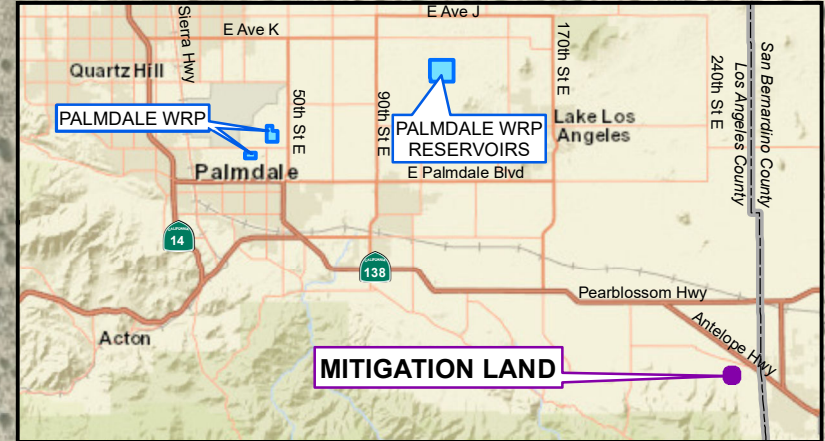 E Ave J
Sierra Hwy
E Ave K
Quartz Hill
50th St E
90th St E
170th St E
240th St E
San Bernardino County
Los Angeles County
PALMDALE WRP
PALMDALE WRP
RESERVOIRS
Lake Los
Angeles
Palmdale
E Palmdale Blvd
CALIFORNIA
14
CALIFORNIA
138
Pearblossom Hwy
Acton
Antelope Hwy
MITIGATION LAND